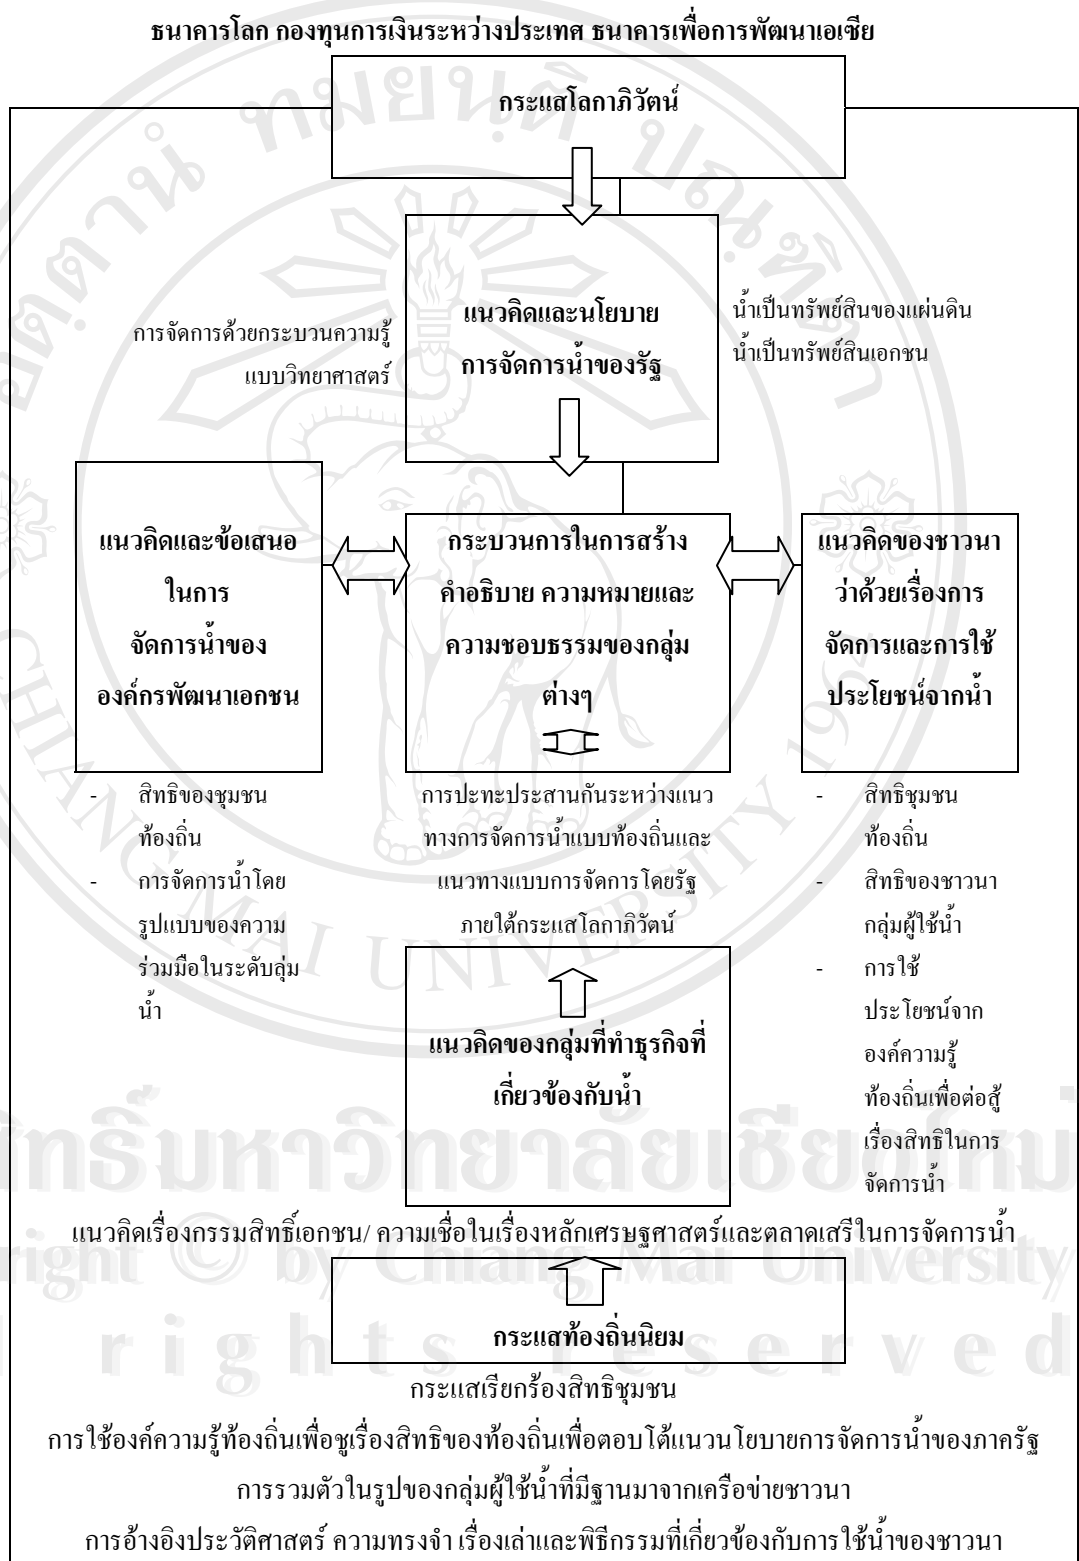 ธนาคารโลก กองทุนการเงินระหว่างประเทศ ธนาคารเพื่อการพัฒนาเอเซีย
กระแสโลกาภิวัตน์
แนวคิดและนโยบาย
การจัดการน้ำของรัฐ
การจัดการด้วยกระบวนความรู้
แบบวิทยาศาสตร์
น้ำเป็นทรัพย์สินของแผ่นดิน
น้ำเป็นทรัพย์สินเอกชน
แนวคิดและข้อเสนอ
ในการ
จัดการน้ำของ
องค์กรพัฒนาเอกชน
กระบวนการในการสร้าง
คำอธิบาย ความหมายและ
ความชอบธรรมของกลุ่ม
ต่างๆ
แนวคิดของชาวนา
ว่าด้วยเรื่องการ
จัดการและการใช้
ประโยชน์จากน้ำ
- สิทธิของชุมชน
ท้องถิ่น
- การจัดการน้ำโดย
รูปแบบของความ
ร่วมมือในระดับลุ่ม
น้ำ
การปะทะประสานกันระหว่างแนว
ทางการจัดการน้ำแบบท้องถิ่นและ
แนวทางแบบการจัดการโดยรัฐ
ภายใต้กระแสโลกาภิวัตน์
- สิทธิชุมชน
ท้องถิ่น
- สิทธิของชาวนา
กลุ่มผู้ใช้น้ำ
- การใช้
ประโยชน์จาก
องค์ความรู้
ท้องถิ่นเพื่อต่อสู้
เรื่องสิทธิในการ
จัดการน้ำ
แนวคิดของกลุ่มที่ทำธุรกิจที่
เกี่ยวข้องกับน้ำ
แนวคิดเรื่องกรรมสิทธิ์เอกชน/ ความเชื่อในเรื่องหลักเศรษฐศาสตร์และตลาดเสรีในการจัดการน้ำ
กระแสท้องถิ่นนิยม
กระแสเรียกร้องสิทธิชุมชน
การใช้องค์ความรู้ท้องถิ่นเพื่อชูเรื่องสิทธิของท้องถิ่นเพื่อตอบโต้แนวนโยบายการจัดการน้ำของภาครัฐ
การรวมตัวในรูปของกลุ่มผู้ใช้น้ำที่มีฐานมาจากเครือข่ายชาวนา
การอ้างอิงประวัติศาสตร์ ความทรงจำ เรื่องเล่าและพิธีกรรมที่เกี่ยวข้องกับการใช้น้ำของชาวนา
CHIANG MAI UNIVERSITY 1964
มหาวิทยาลัยเชียงใหม่
© by Chiang Mai University
rights reserved